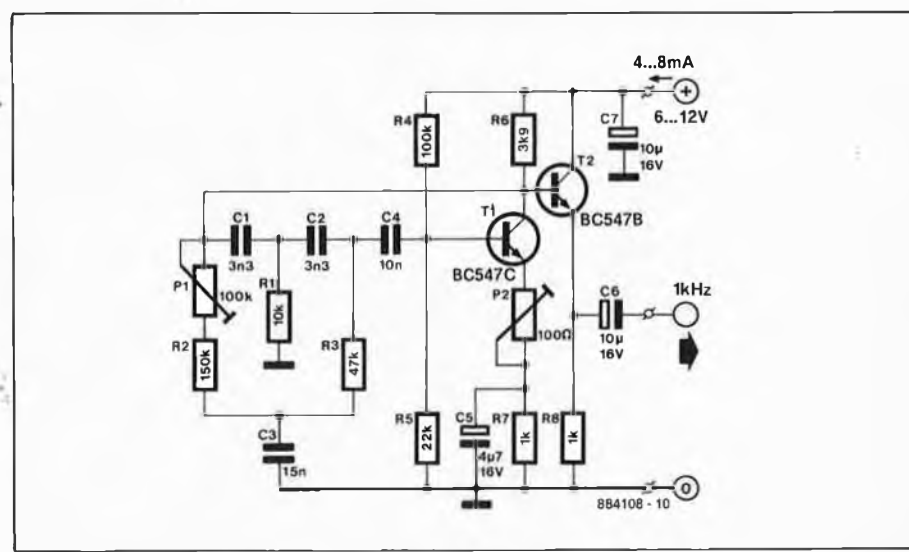 4...8mA
6...12V
C7
10µ
16V
R4
100k
R6
3k9
T2
BC547B
T1
BC547C
C1
3n3
C2
3n3
C4
10n
P1
100k
R1
10k
P2
100Ω
C6
10µ
16V
1kHz
R2
150k
R3
47k
R5
22k
C5
4µ7
16V
R7
1k
R8
1k
C3
15n
884108 - 10
0